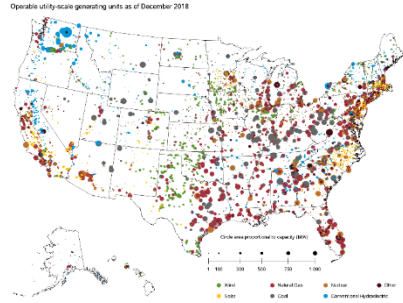 Operable utility-scale generating units as of December 2018
Circle area proportional to capacity (MW)
1 100 300 500 700 1 000
Wind Natural Gas Nuclear Other
Solar Coal Conventional Hydroelectric